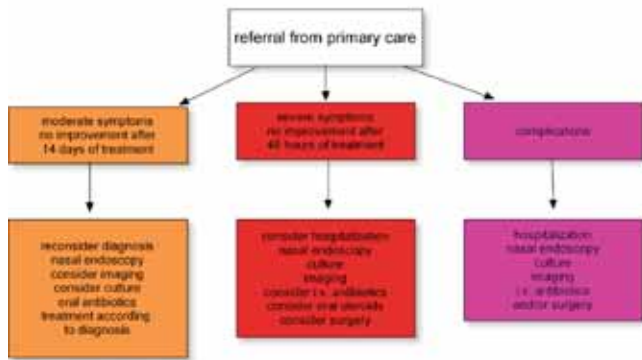 referral from primary care
moderate symptoms
no improvement after
14 days of treatment
severe symptoms
no improvement after
48 hours of treatment
complications
reconsider diagnosis
nasal endoscopy
consider imaging
consider culture
oral antibiotics
treatment according
to diagnosis
consider hospitalization
nasal endoscopy
culture
imaging
consider i.v. antibiotics
consider oral steroids
consider surgery
hospitalization
nasal endoscopy
culture
imaging
i.v. antibiotics
and/or surgery